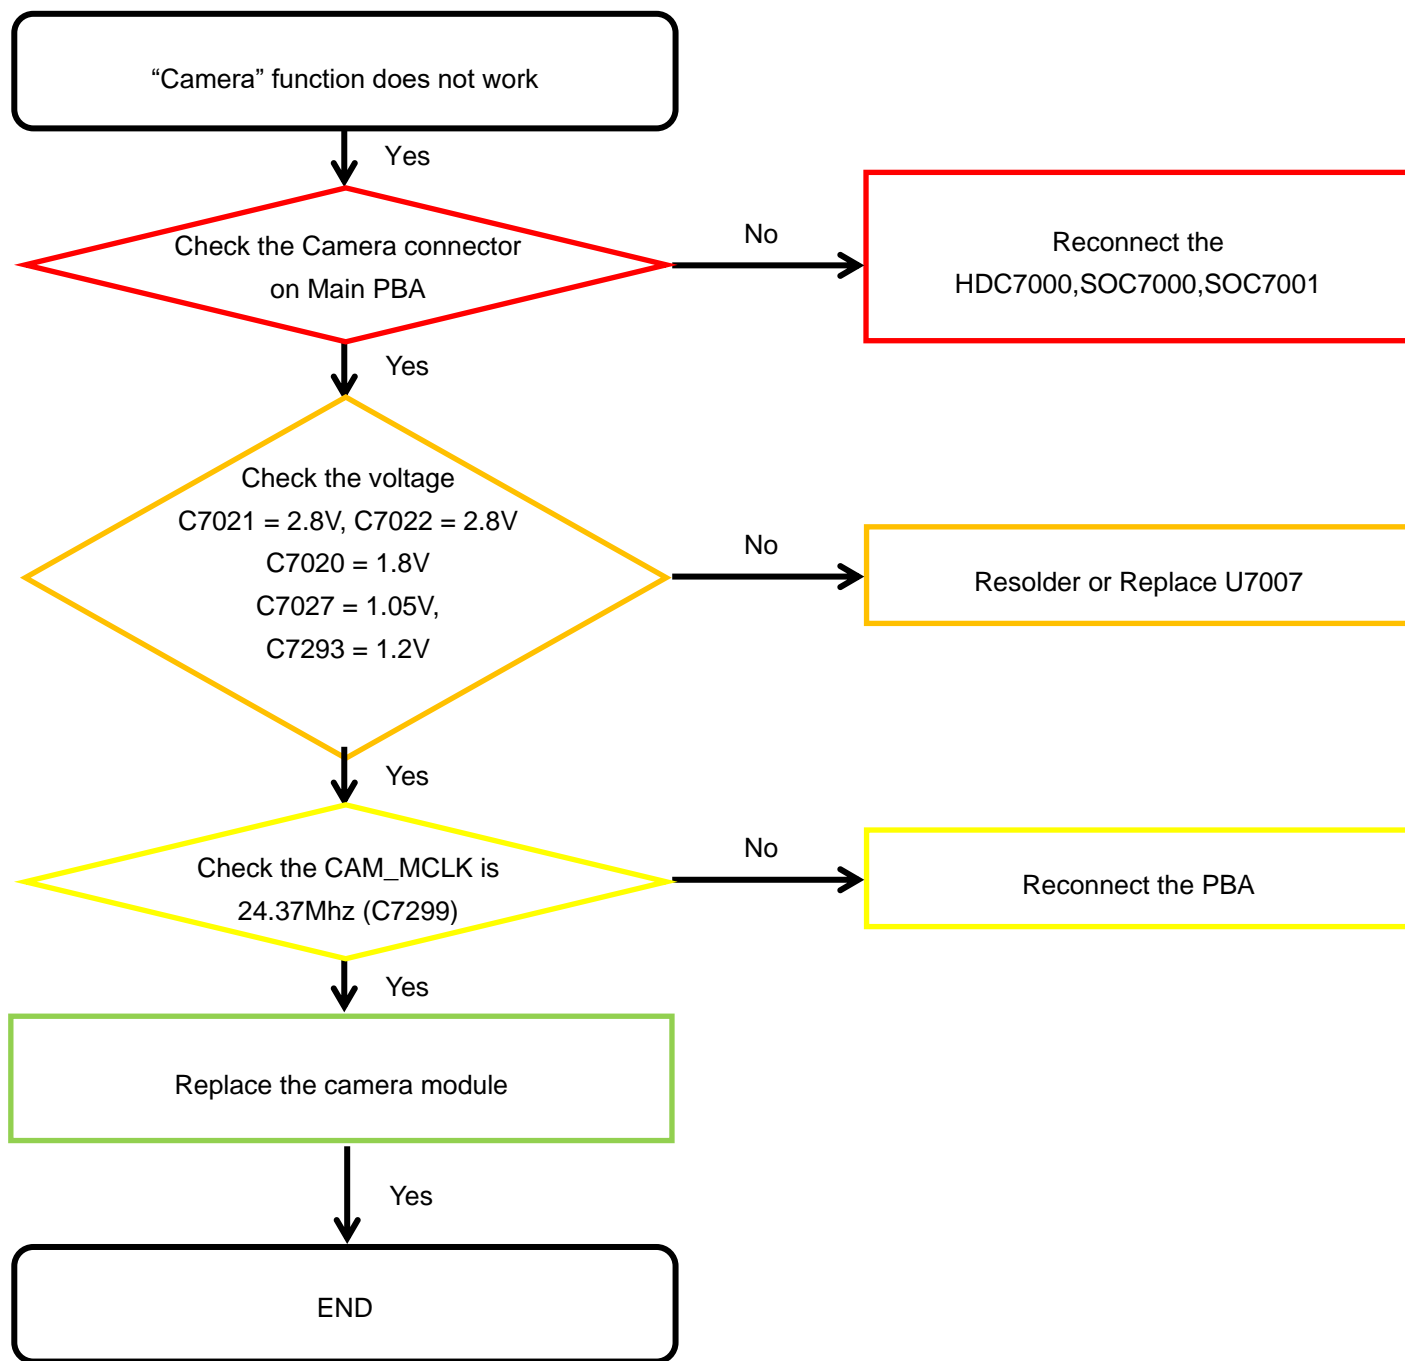 “Camera” function does not work
Yes
Check the Camera connector
on Main PBA
No
Reconnect the
HDC7000,SOC7000,SOC7001
Yes
Check the voltage
C7021 = 2.8V, C7022 = 2.8V
C7020 = 1.8V
C7027 = 1.05V,
C7293 = 1.2V
No
Resolder or Replace U7007
Yes
Check the CAM_MCLK is
24.37Mhz (C7299)
No
Reconnect the PBA
Yes
Replace the camera module
Yes
END